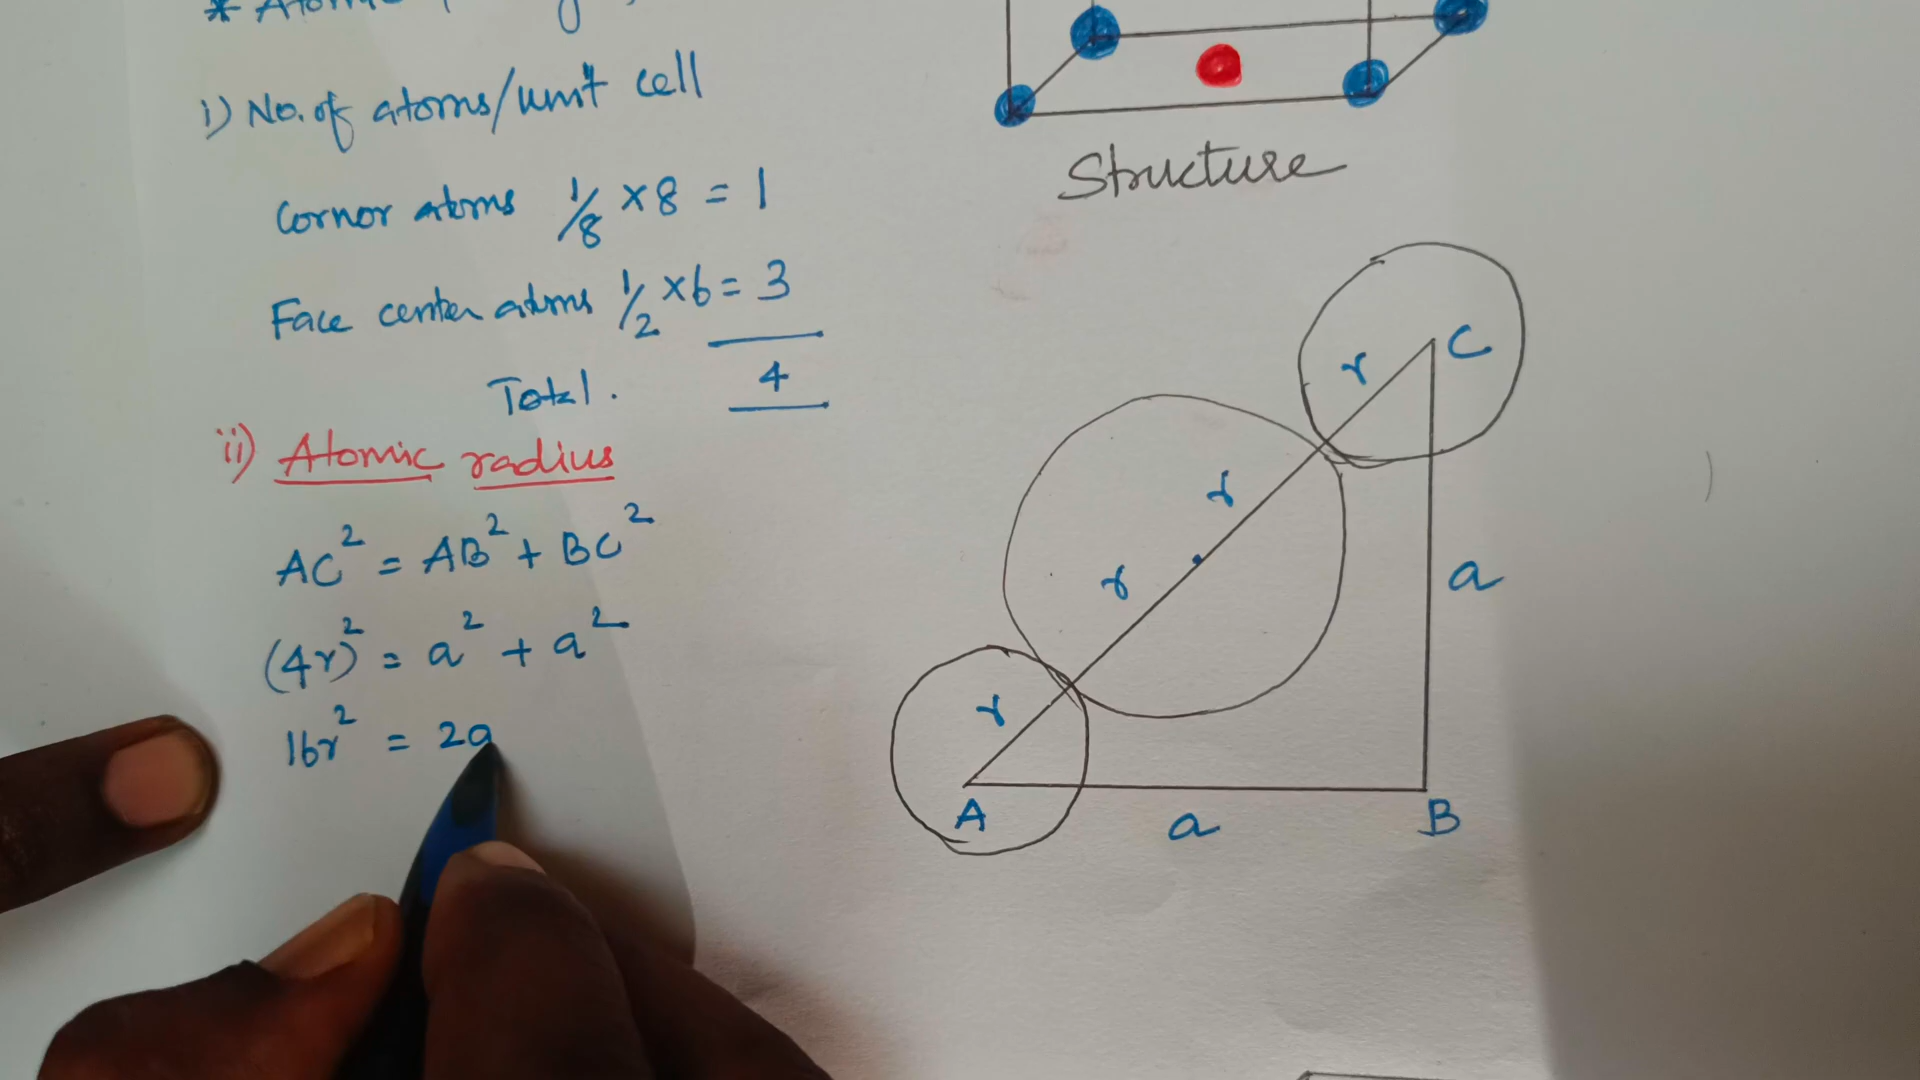 i) No. of atoms/unit cell
Cornor atoms 1/8 × 8 = 1
Face center atoms 1/2 × 6 = 3
Total. 4
ii) Atomic radius
AC² = AB² + BC²
(4r)² = a² + a²
16r² = 2a
Structure
C
r
r
a
r
r
A
a
B